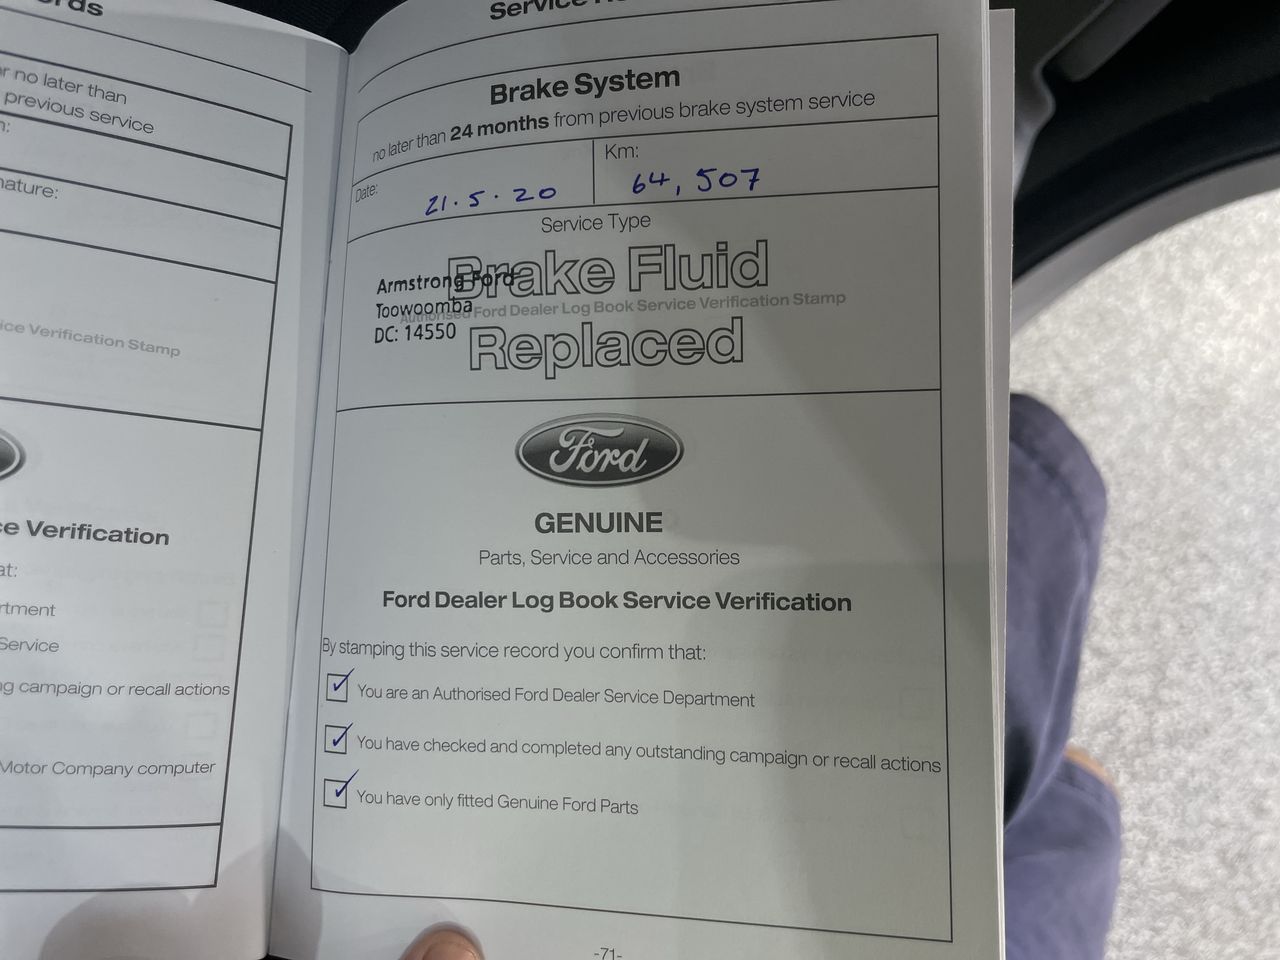 rds
r no later than
previous service
n:
nature:
ice Verification Stamp
ce Verification
at:
rtment
Service
ng campaign or recall actions
Motor Company computer
Service
Brake System
no later than 24 months from previous brake system service
Date: 21.5.20
Km: 64,507
Service Type
Brake Fluid
Replaced
Armstrong Ford
Toowoomba
DC: 14550
Authorised Ford Dealer Log Book Service Verification Stamp
Ford
GENUINE
Parts, Service and Accessories
Ford Dealer Log Book Service Verification
By stamping this service record you confirm that:
You are an Authorised Ford Dealer Service Department
You have checked and completed any outstanding campaign or recall actions
You have only fitted Genuine Ford Parts
-71-